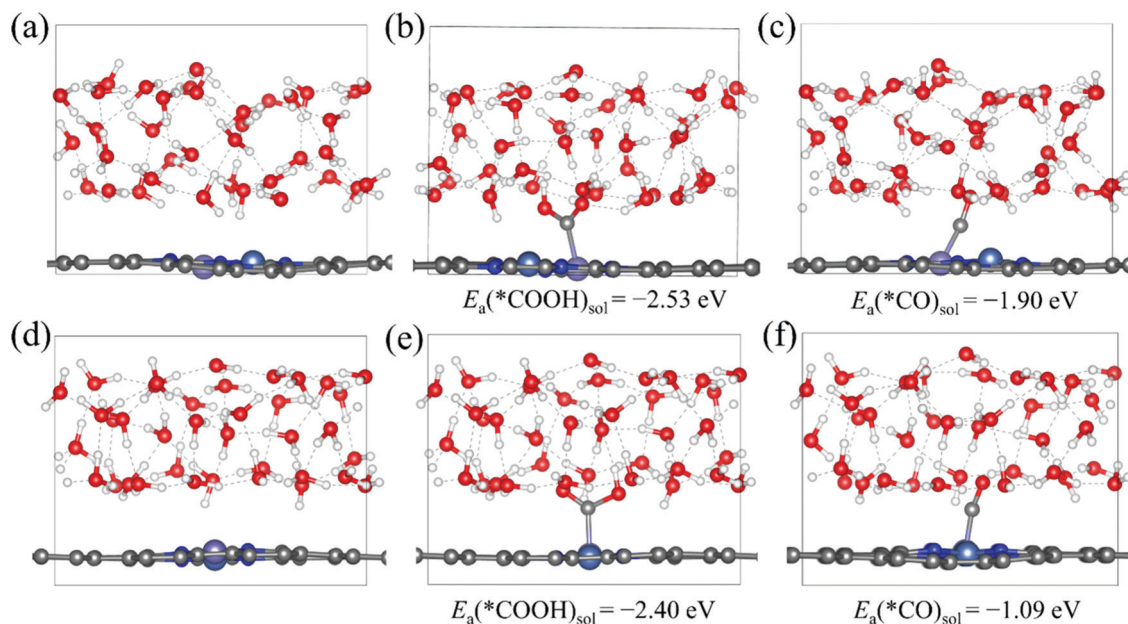 (a)
(b)
(c)
Eₐ(*COOH)ₛₒₗ = −2.53 eV
Eₐ(*CO)ₛₒₗ = −1.90 eV
(d)
(e)
(f)
Eₐ(*COOH)ₛₒₗ = −2.40 eV
Eₐ(*CO)ₛₒₗ = −1.09 eV